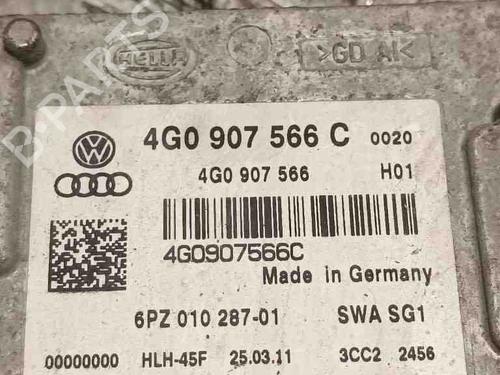 HELLA
>GD Al<
B-PARTS
4G0 907 566 C 0020
4G0 907 566 H01
4G0907566C
Made in Germany
6PZ 010 287-01 SWA SG1
00000000 HLH-45F 25.03.11 3CC2 2456